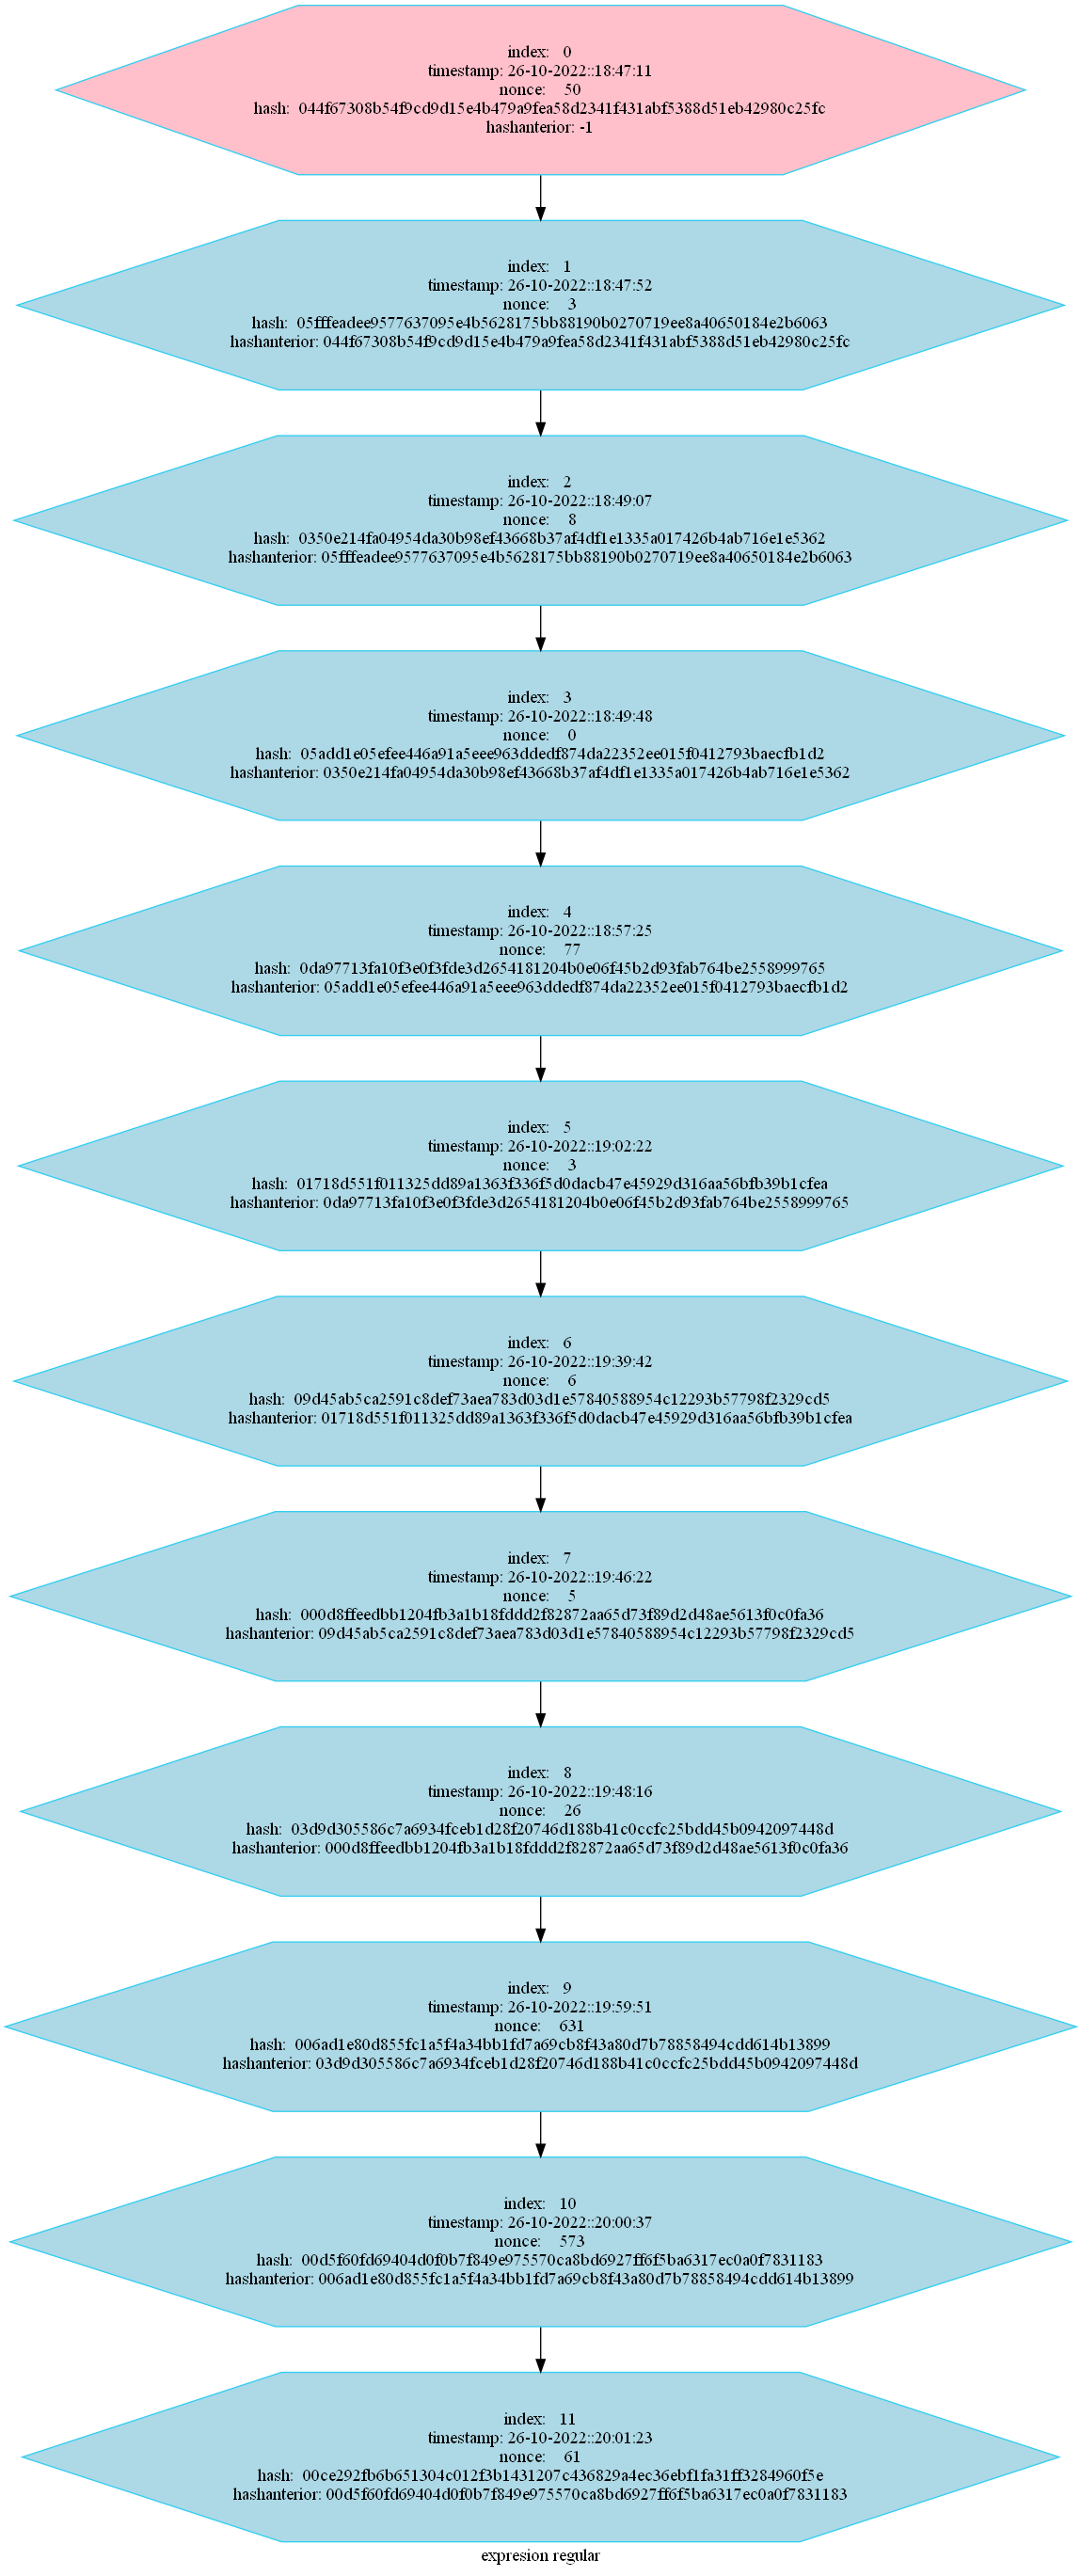 index: 0
timestamp: 26-10-2022::18:47:11
nonce: 50
hash: 044f67308b54f9cd9d15e4b479a9fea58d2341f431abf5388d51eb42980c25fc
hashanterior: -1
index: 1
timestamp: 26-10-2022::18:47:52
nonce: 3
hash: 05fffeadee9577637095e4b5628175bb88190b0270719ee8a40650184e2b6063
hashanterior: 044f67308b54f9cd9d15e4b479a9fea58d2341f431abf5388d51eb42980c25fc
index: 2
timestamp: 26-10-2022::18:49:07
nonce: 8
hash: 0350e214fa04954da30b98ef43668b37af4df1e1335a017426b4ab716e1e5362
hashanterior: 05fffeadee9577637095e4b5628175bb88190b0270719ee8a40650184e2b6063
index: 3
timestamp: 26-10-2022::18:49:48
nonce: 0
hash: 05add1e05efee446a91a5eee963ddedf874da22352ee015f0412793baecfb1d2
hashanterior: 0350e214fa04954da30b98ef43668b37af4df1e1335a017426b4ab716e1e5362
index: 4
timestamp: 26-10-2022::18:57:25
nonce: 77
hash: 0da97713fa10f3e0f3fde3d2654181204b0e06f45b2d93fab764be2558999765
hashanterior: 05add1e05efee446a91a5eee963ddedf874da22352ee015f0412793baecfb1d2
index: 5
timestamp: 26-10-2022::19:02:22
nonce: 3
hash: 01718d551f011325dd89a1363f336f5d0dacb47e45929d316aa56bfb39b1cfea
hashanterior: 0da97713fa10f3e0f3fde3d2654181204b0e06f45b2d93fab764be2558999765
index: 6
timestamp: 26-10-2022::19:39:42
nonce: 6
hash: 09d45ab5ca2591c8def73aea783d03d1e57840588954c12293b57798f2329cd5
hashanterior: 01718d551f011325dd89a1363f336f5d0dacb47e45929d316aa56bfb39b1cfea
index: 7
timestamp: 26-10-2022::19:46:22
nonce: 5
hash: 000d8ffeedbb1204fb3a1b18fddd2f82872aa65d73f89d2d48ae5613f0c0fa36
hashanterior: 09d45ab5ca2591c8def73aea783d03d1e57840588954c12293b57798f2329cd5
index: 8
timestamp: 26-10-2022::19:48:16
nonce: 26
hash: 03d9d305586c7a6934fceb1d28f20746d188b41c0ccfc25bdd45b0942097448d
hashanterior: 000d8ffeedbb1204fb3a1b18fddd2f82872aa65d73f89d2d48ae5613f0c0fa36
index: 9
timestamp: 26-10-2022::19:59:51
nonce: 631
hash: 006ad1e80d855fc1a5f4a34bb1fd7a69cb8f43a80d7b78858494cdd614b13899
hashanterior: 03d9d305586c7a6934fceb1d28f20746d188b41c0ccfc25bdd45b0942097448d
index: 10
timestamp: 26-10-2022::20:00:37
nonce: 573
hash: 00d5f60fd69404d0f0b7f849e975570ca8bd6927ff6f5ba6317ec0a0f7831183
hashanterior: 006ad1e80d855fc1a5f4a34bb1fd7a69cb8f43a80d7b78858494cdd614b13899
index: 11
timestamp: 26-10-2022::20:01:23
nonce: 61
hash: 00ce292fb6b651304c012f3b1431207c436829a4ec36ebf1fa31ff3284960f5e
hashanterior: 00d5f60fd69404d0f0b7f849e975570ca8bd6927ff6f5ba6317ec0a0f7831183
expresion regular